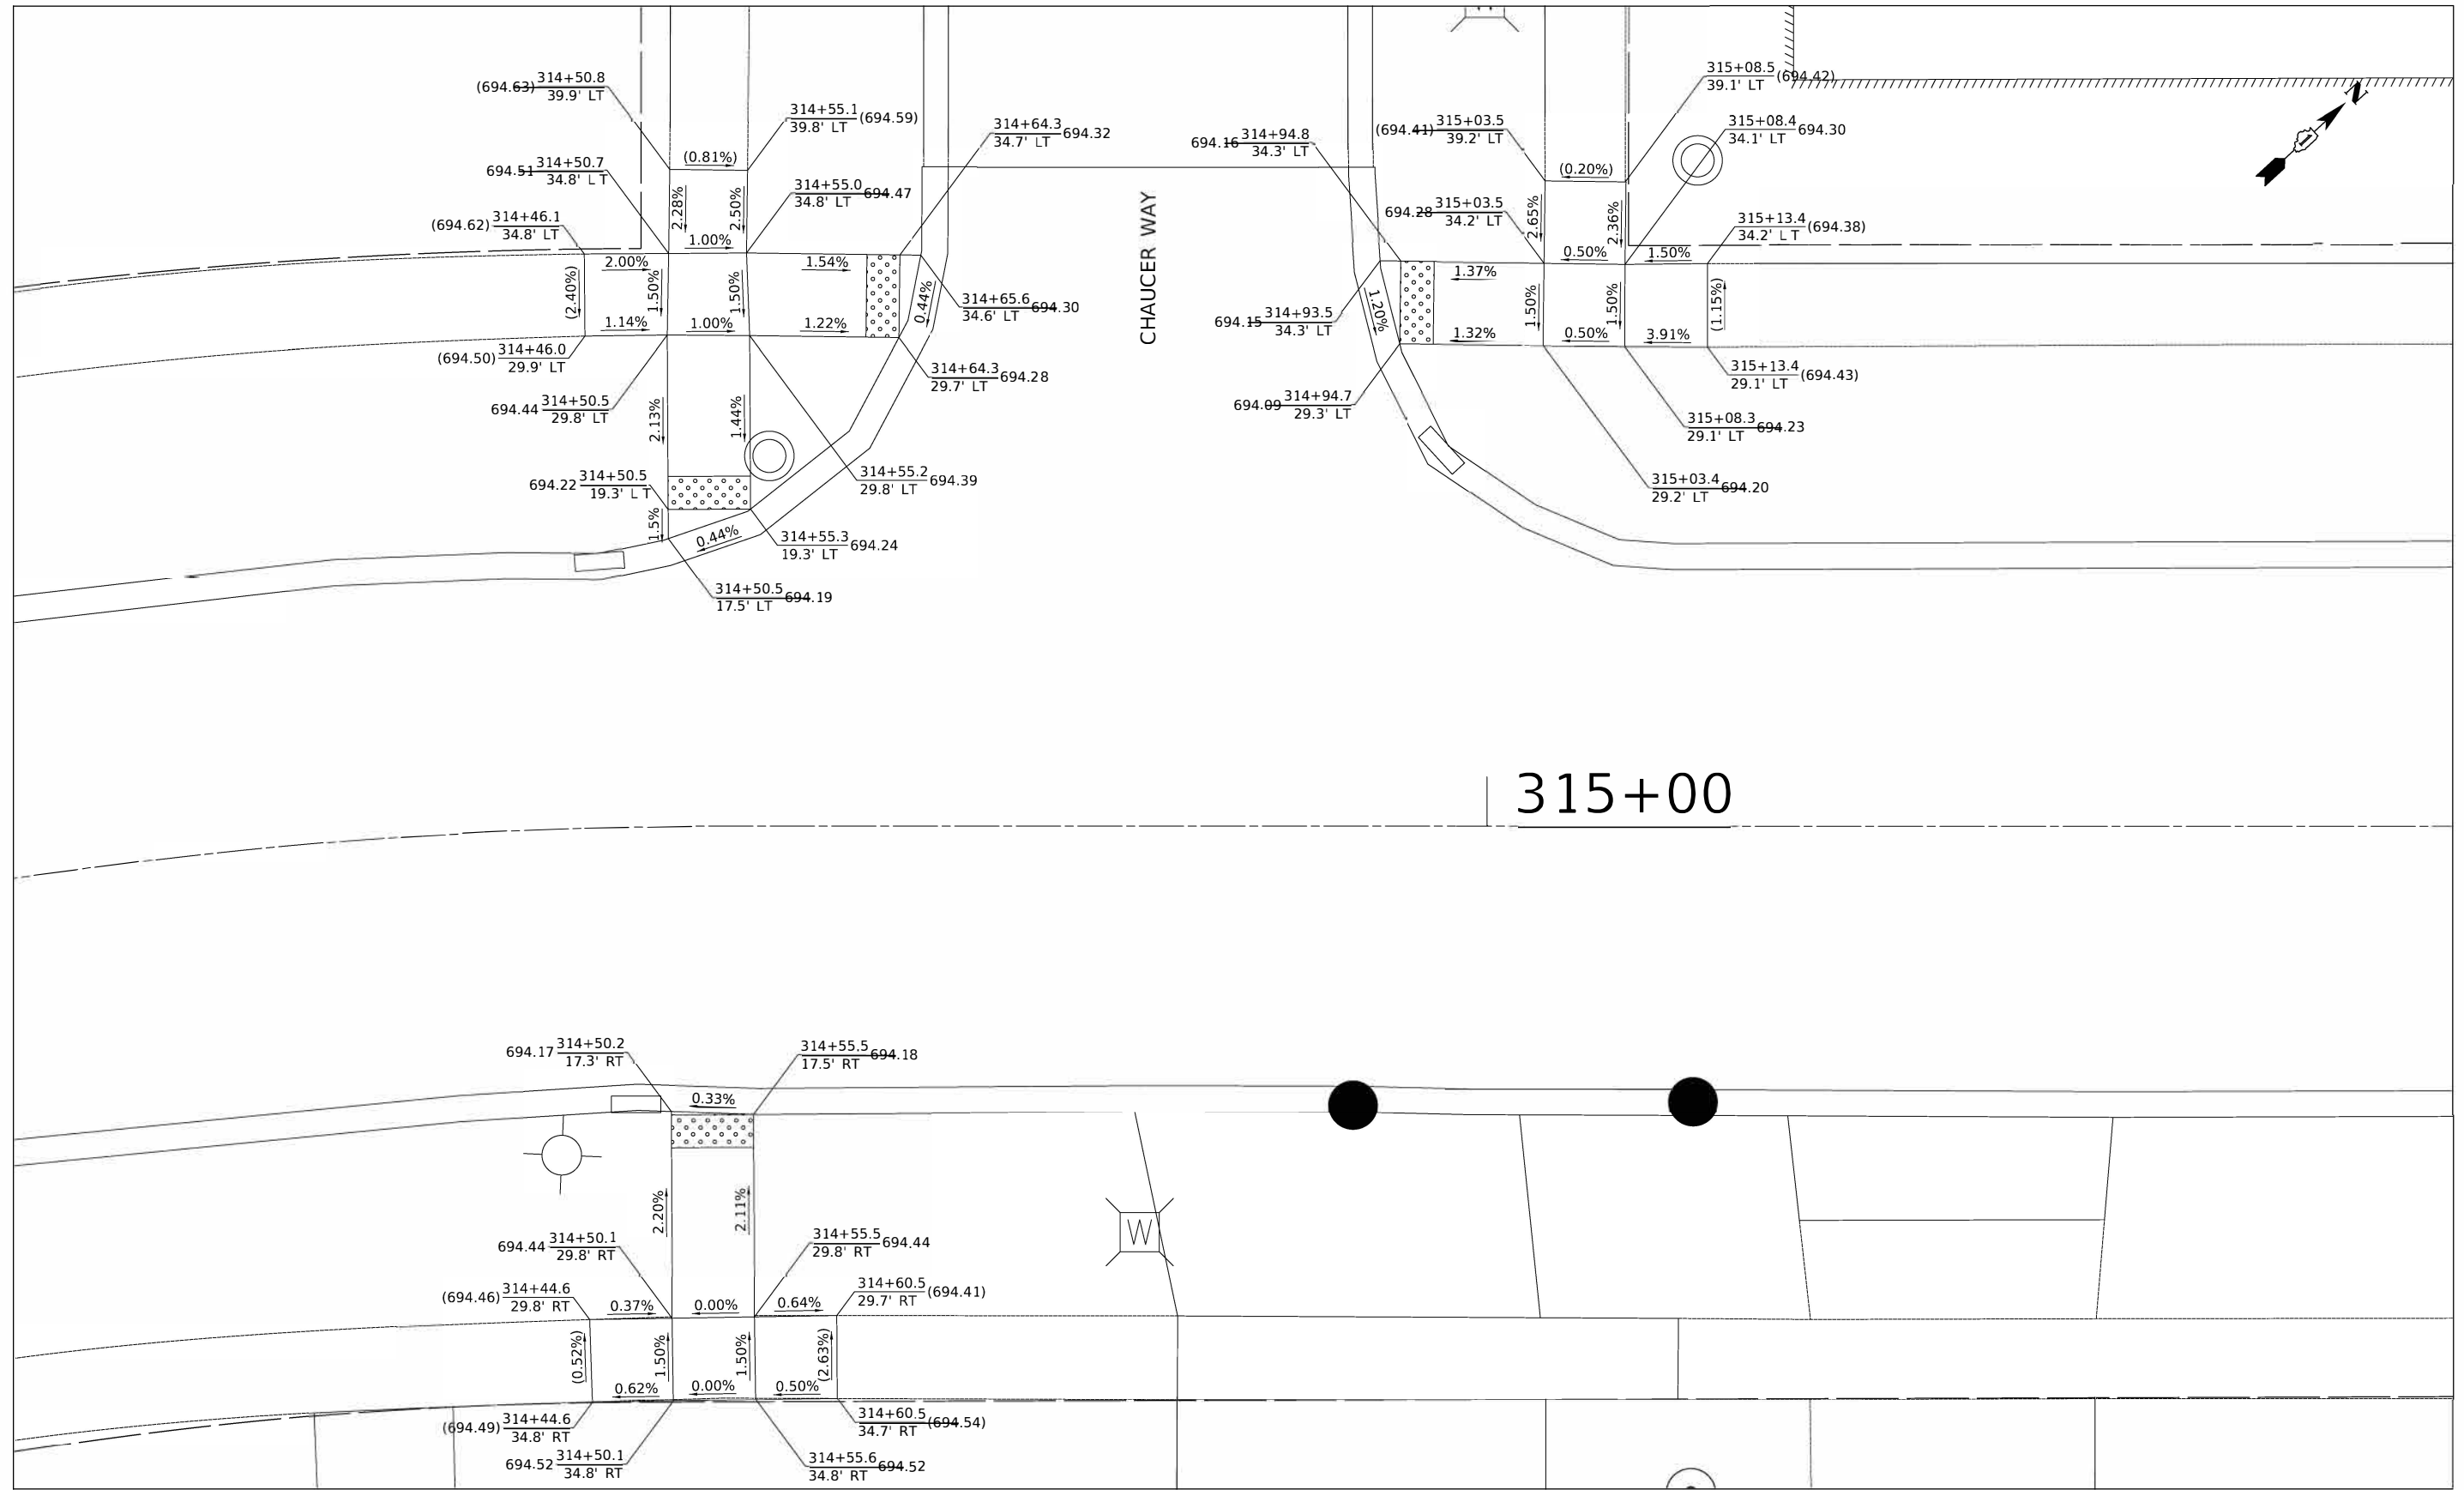 (694.63) 314+50.8
39.9' LT
314+55.1 (694.59)
39.8' LT
694.51 314+50.7
34.8' LT
(0.81%)
314+64.3 694.32
34.7' LT
694.16 314+94.8
34.3' LT
(694.41) 315+03.5
39.2' LT
315+08.5 (694.42)
39.1' LT
315+08.4 694.30
34.1' LT
N
1
(0.20%)
2.28%
2.50%
314+55.0 694.47
34.8' LT
(694.62) 314+46.1
34.8' LT
1.00%
2.00%
1.54%
(2.40%)
1.50%
1.50%
0.44%
1.14%
1.00%
1.22%
314+65.6 694.30
34.6' LT
CHAUCER WAY
694.28 315+03.5
34.2' LT
2.65%
2.36%
315+13.4 (694.38)
34.2' LT
0.50%
1.50%
1.37%
1.20%
1.50%
1.50%
(1.15%)
694.15 314+93.5
34.3' LT
1.32%
0.50%
3.91%
(694.50) 314+46.0
29.9' LT
314+64.3 694.28
29.7' LT
315+13.4 (694.43)
29.1' LT
694.44 314+50.5
29.8' LT
2.13%
1.44%
694.09 314+94.7
29.3' LT
315+08.3 694.23
29.1' LT
694.22 314+50.5
19.3' LT
314+55.2 694.39
29.8' LT
315+03.4 694.20
29.2' LT
1.5%
0.44%
314+55.3 694.24
19.3' LT
314+50.5 694.19
17.5' LT
315+00
694.17 314+50.2
17.3' RT
314+55.5 694.18
17.5' RT
0.33%
2.20%
2.11%
W
694.44 314+50.1
29.8' RT
314+55.5 694.44
29.8' RT
(694.46) 314+44.6
29.8' RT
314+60.5 (694.41)
29.7' RT
0.37%
0.00%
0.64%
(0.52%)
1.50%
1.50%
(2.63%)
0.62%
0.00%
0.50%
(694.49) 314+44.6
34.8' RT
314+60.5 (694.54)
34.7' RT
694.52 314+50.1
34.8' RT
314+55.6 694.52
34.8' RT